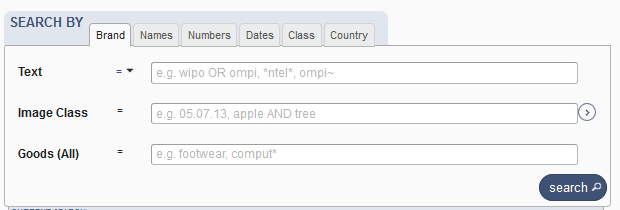 SEARCH BY
Brand Names Numbers Dates Class Country
Text = e.g. wipo OR ompi, *ntel*, ompi~
Image Class = e.g. 05.07.13, apple AND tree
Goods (All) = e.g. footwear, comput*
search